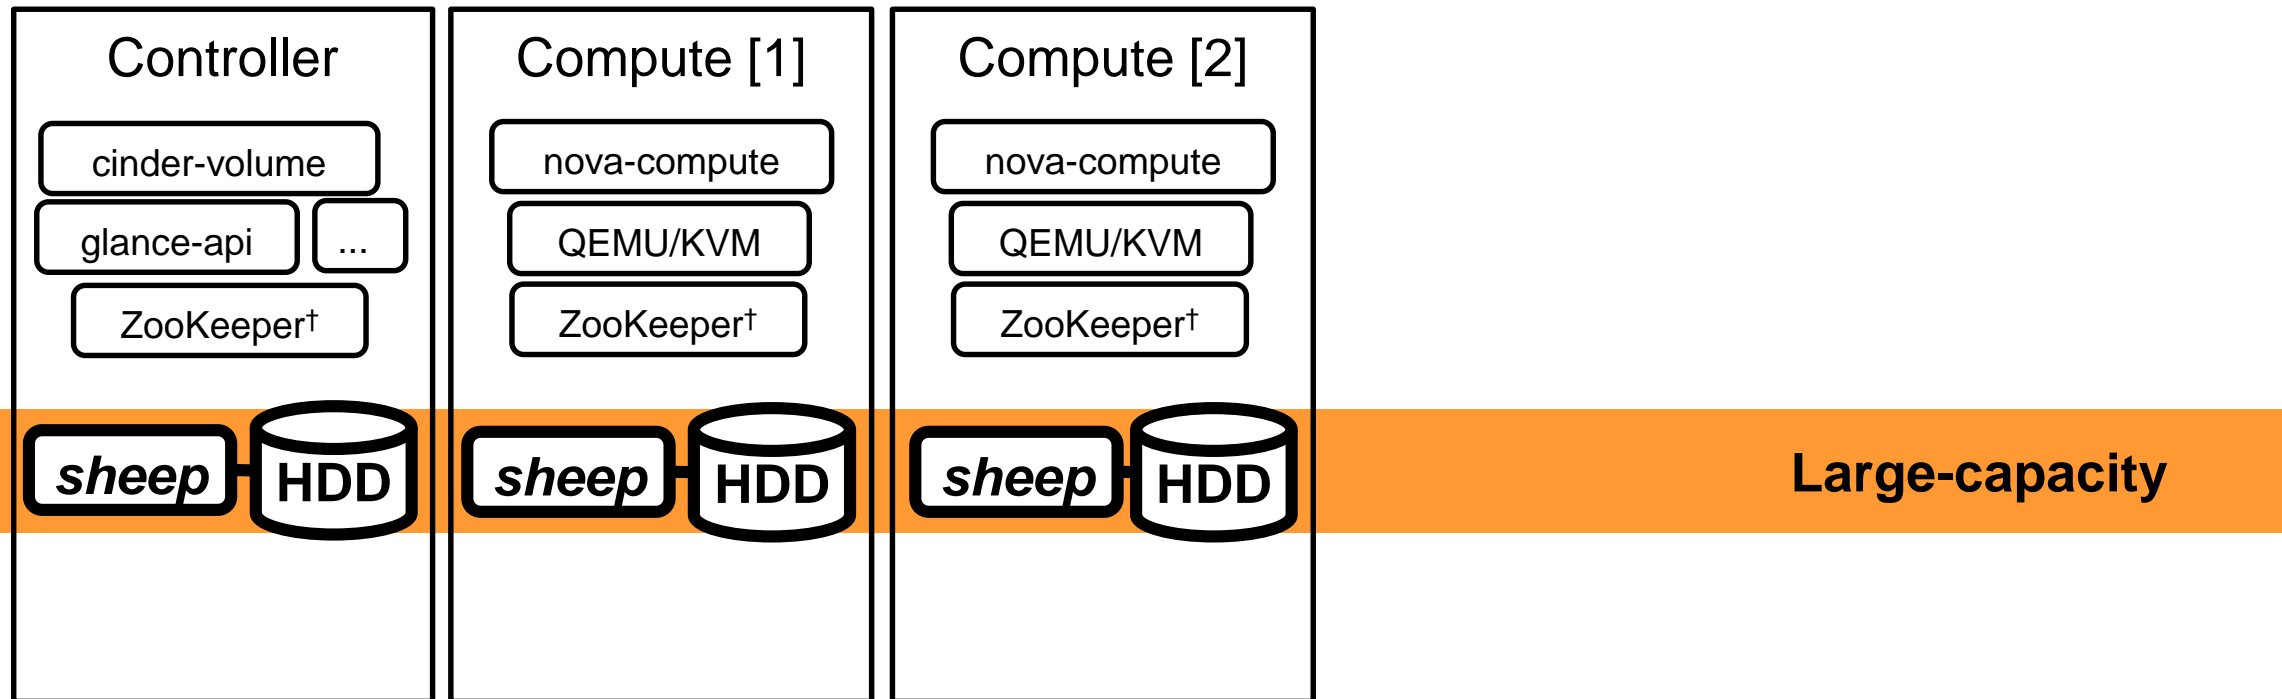 Controller
cinder-volume
glance-api
...
ZooKeeper†
sheep
HDD
Compute [1]
nova-compute
QEMU/KVM
ZooKeeper†
sheep
HDD
Compute [2]
nova-compute
QEMU/KVM
ZooKeeper†
sheep
HDD
Large-capacity